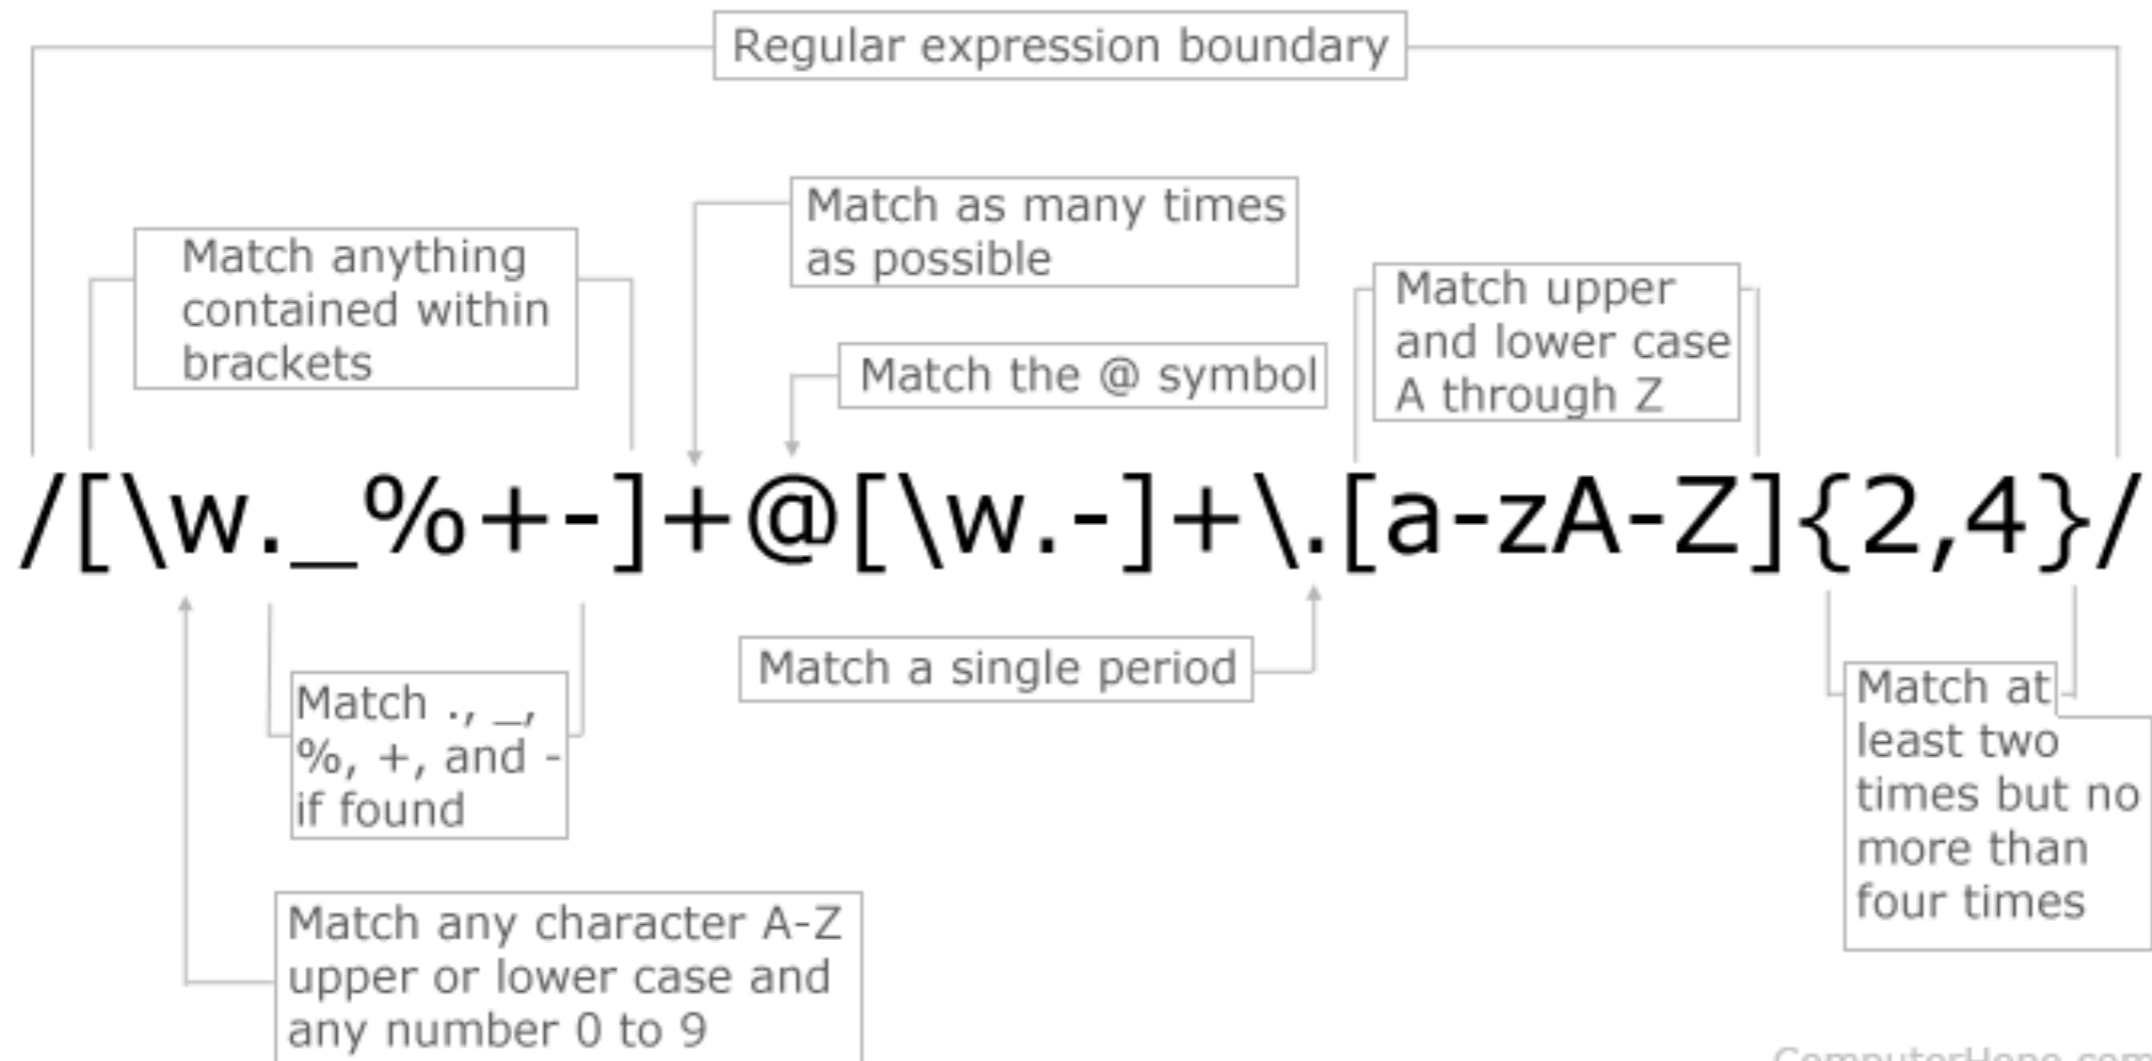 Regular expression boundary
Match as many times
as possible
Match anything
contained within
brackets
Match upper
and lower case
A through Z
Match the @ symbol
/[\w._%+-]+@[\w.-]+\.[a-zA-Z]{2,4}/
Match a single period
Match ., _,
%, +, and -
if found
Match at
least two
times but no
more than
four times
Match any character A-Z
upper or lower case and
any number 0 to 9